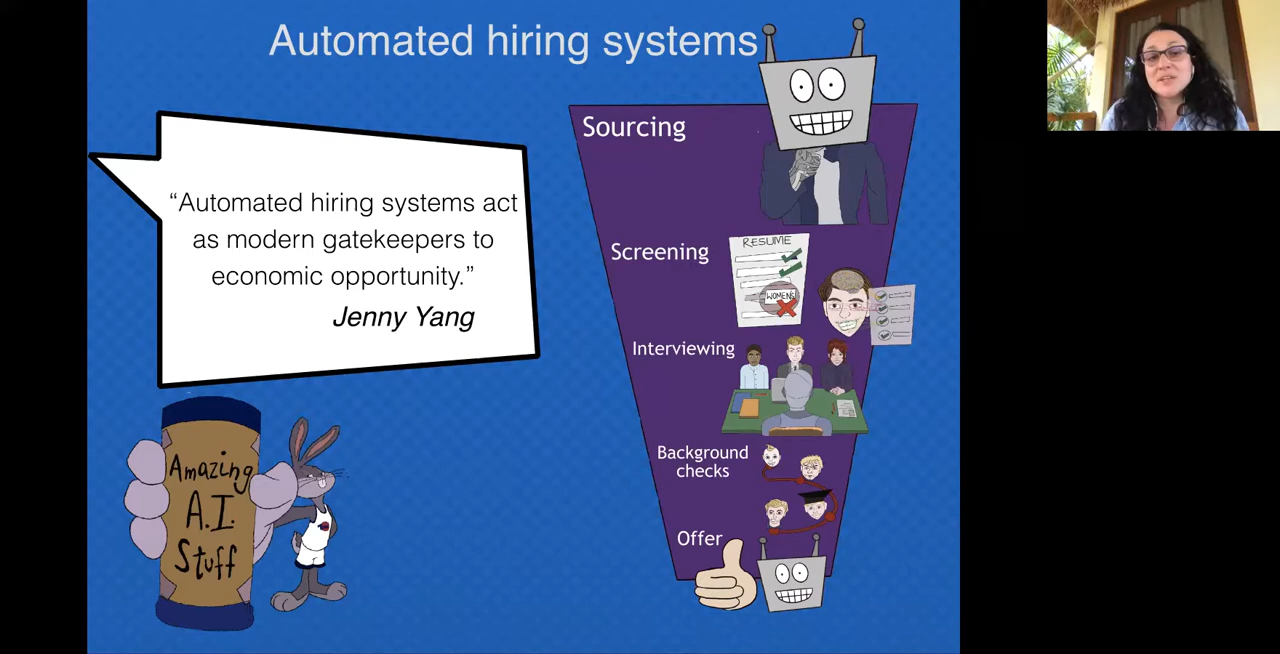 Automated hiring systems
“Automated hiring systems act
as modern gatekeepers to
economic opportunity.”
Jenny Yang
Amazing
A.I.
Stuff
Sourcing
Screening
RESUME
WOMENS
Interviewing
Background
checks
Offer